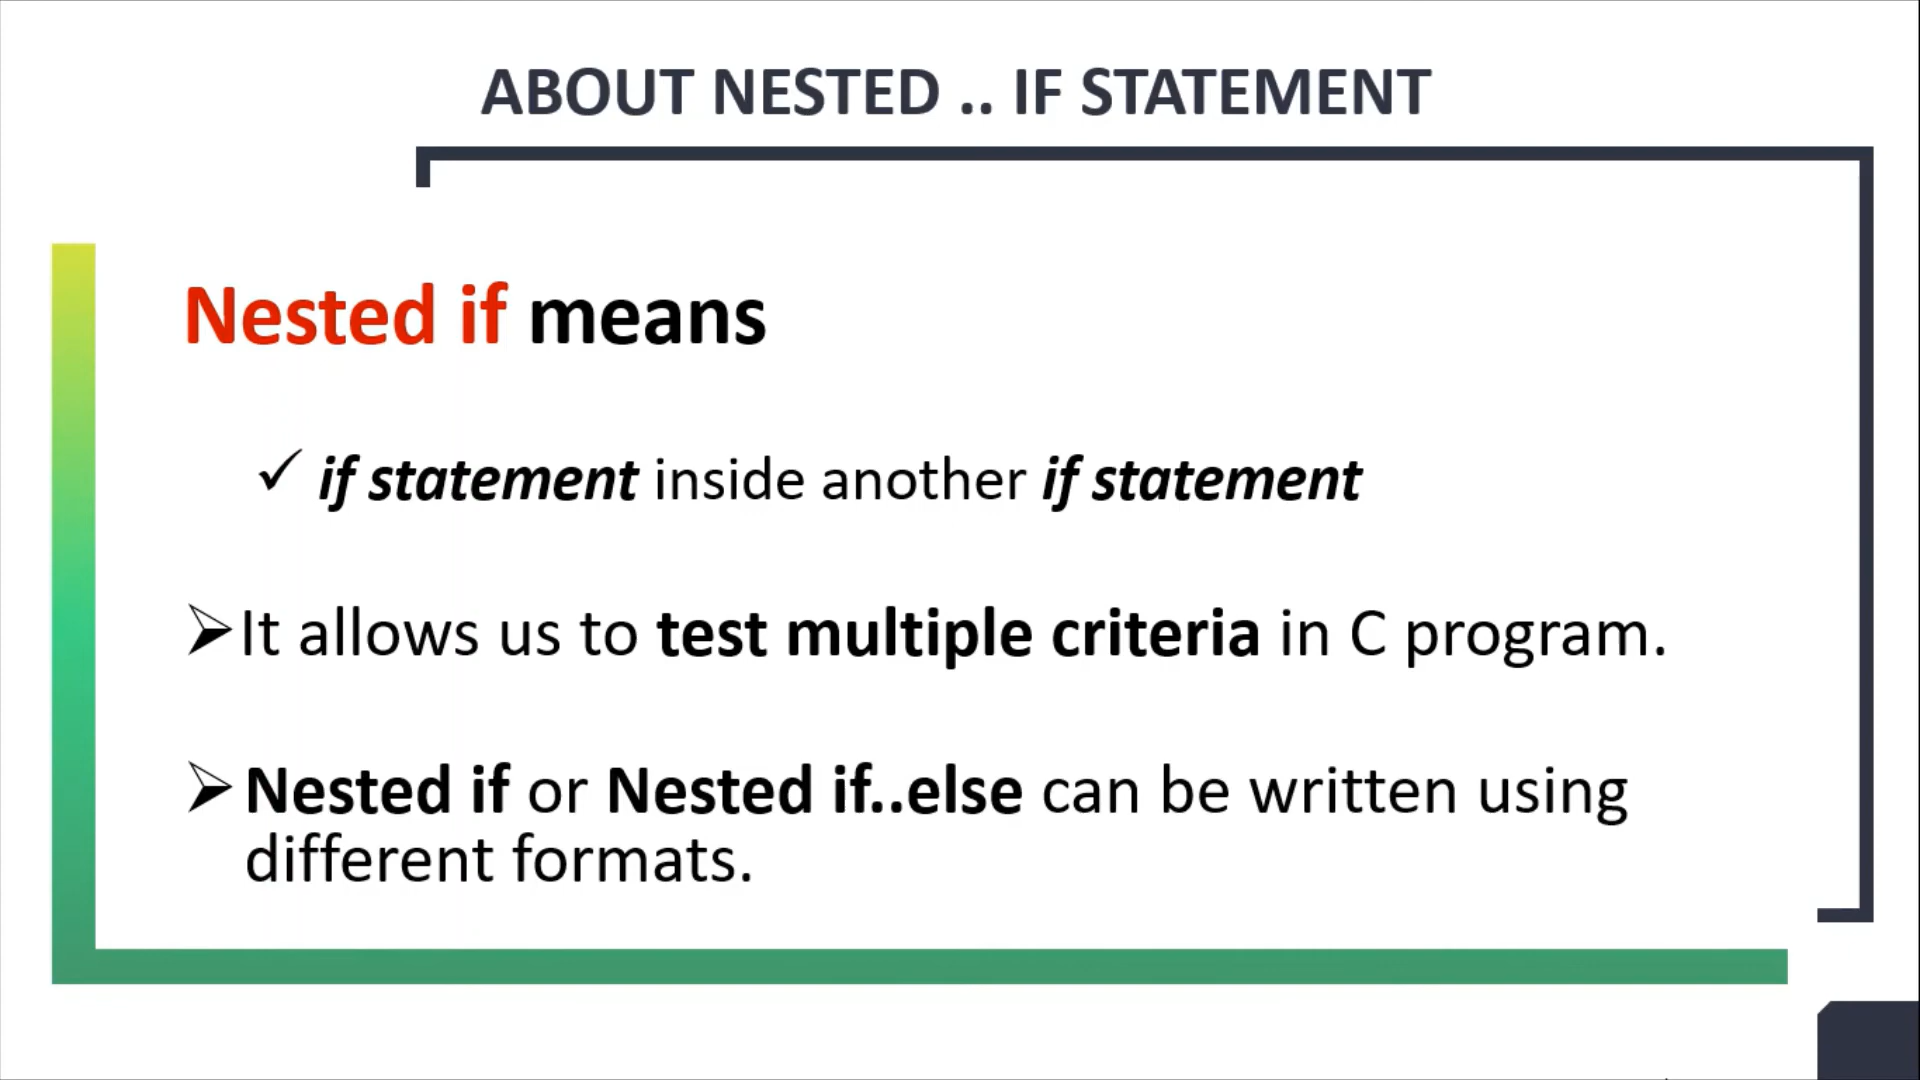 ABOUT NESTED .. IF STATEMENT
Nested if means
✓ if statement inside another if statement
➢It allows us to test multiple criteria in C program.
➢Nested if or Nested if..else can be written using
different formats.